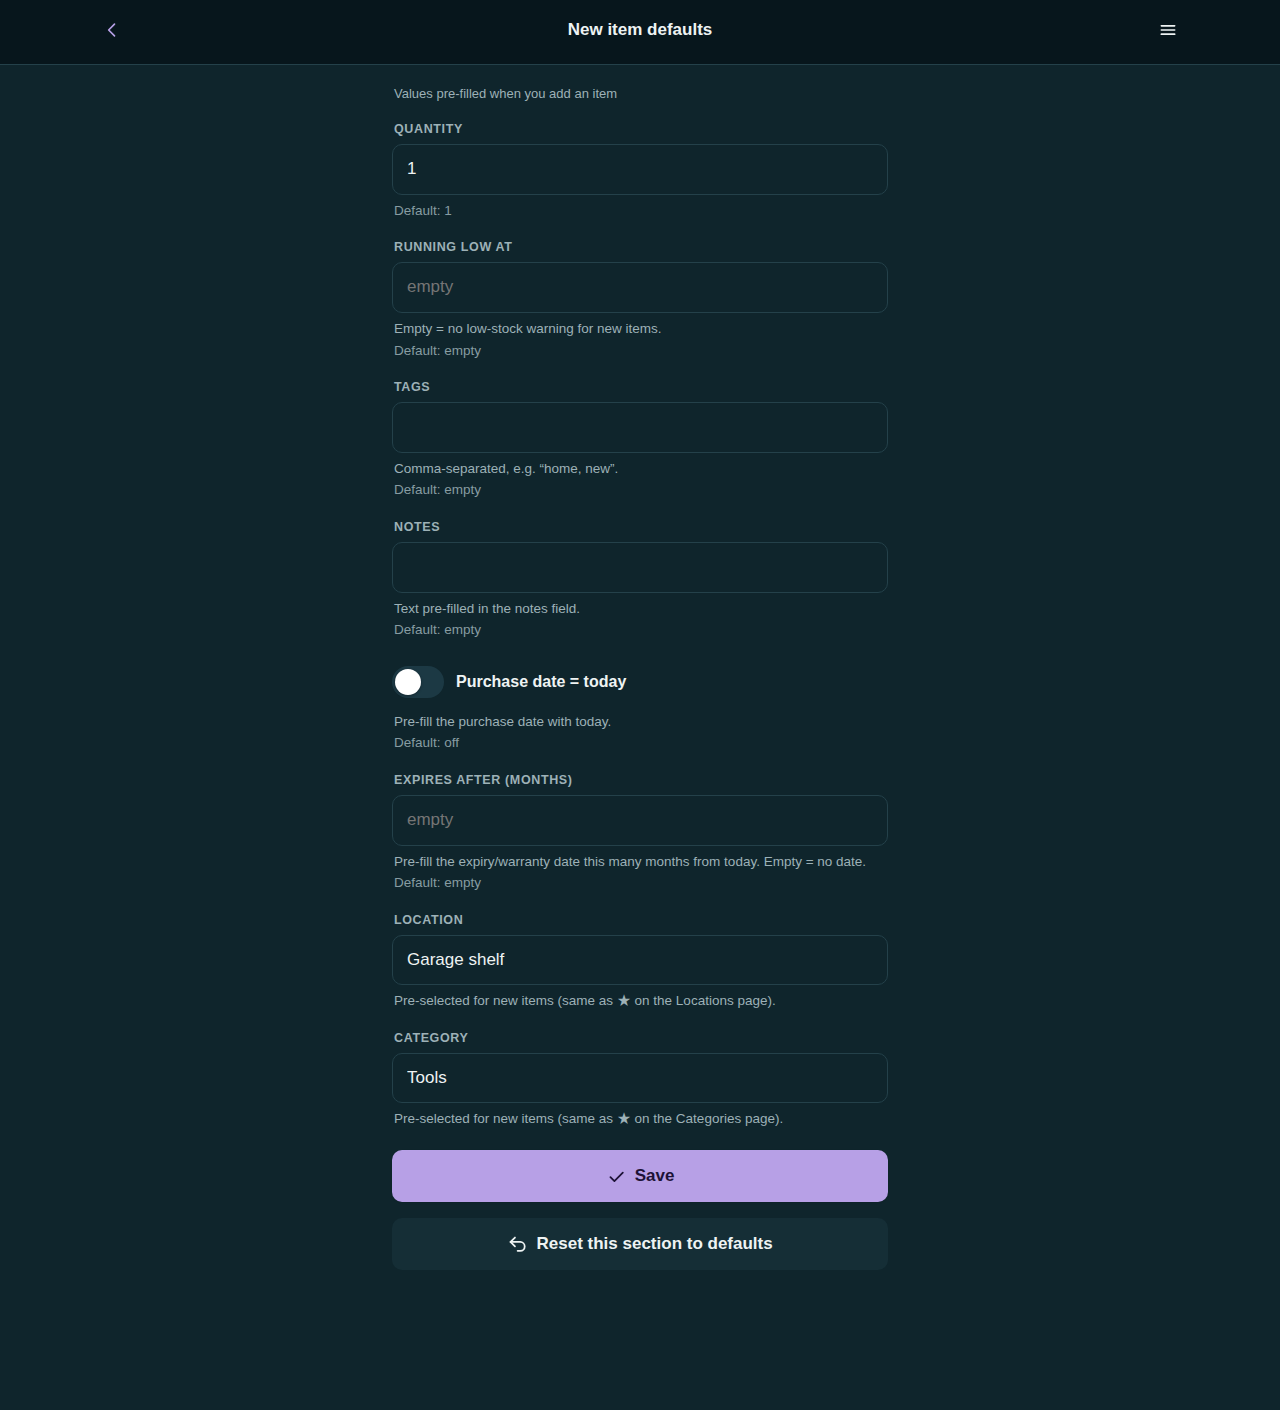 New item defaults
Values pre-filled when you add an item
QUANTITY
1
Default: 1
RUNNING LOW AT
empty
Empty = no low-stock warning for new items.
Default: empty
TAGS
Comma-separated, e.g. “home, new”.
Default: empty
NOTES
Text pre-filled in the notes field.
Default: empty
Purchase date = today
Pre-fill the purchase date with today.
Default: off
EXPIRES AFTER (MONTHS)
empty
Pre-fill the expiry/warranty date this many months from today. Empty = no date.
Default: empty
LOCATION
Garage shelf
Pre-selected for new items (same as ★ on the Locations page).
CATEGORY
Tools
Pre-selected for new items (same as ★ on the Categories page).
Save
Reset this section to defaults